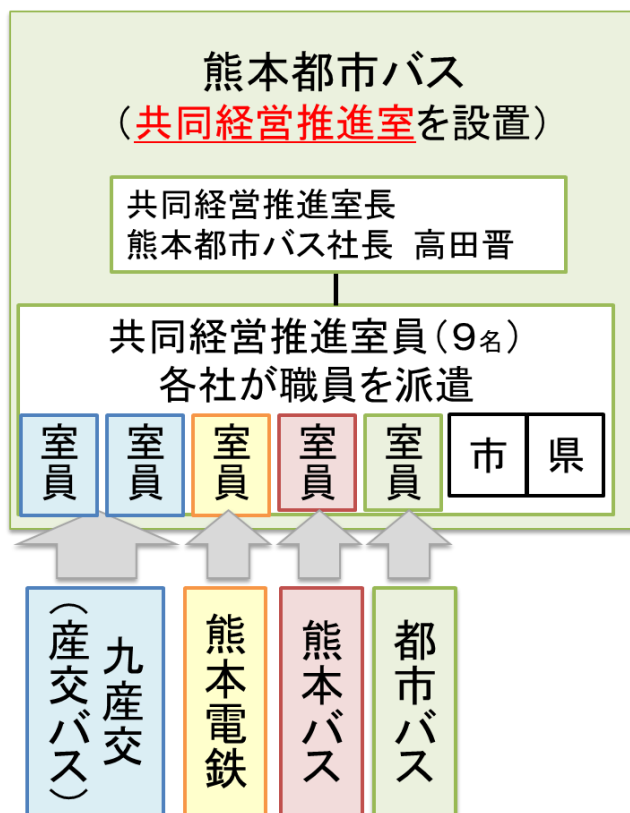 熊本都市バス
（共同経営推進室を設置）
共同経営推進室長
熊本都市バス社長 高田晋
共同経営推進室員（９名）
各社が職員を派遣
室員
室員
室員
室員
室員
市
県
九産交
（産交バス）
熊本電鉄
熊本バス
都市バス